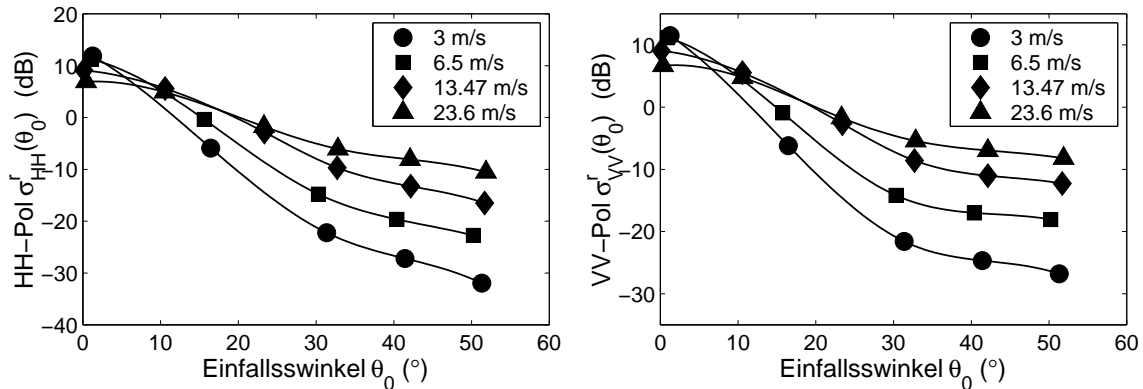 20
10
0
−10
−20
−30
−40
HH−Pol σ^r_HH(θ_0) (dB)
0 10 20 30 40 50 60
Einfallsswinkel θ_0 (°)
3 m/s
6.5 m/s
13.47 m/s
23.6 m/s
10
0
−10
−20
−30
VV−Pol σ^r_VV(θ_0) (dB)
0 10 20 30 40 50 60
Einfallsswinkel θ_0 (°)
3 m/s
6.5 m/s
13.47 m/s
23.6 m/s